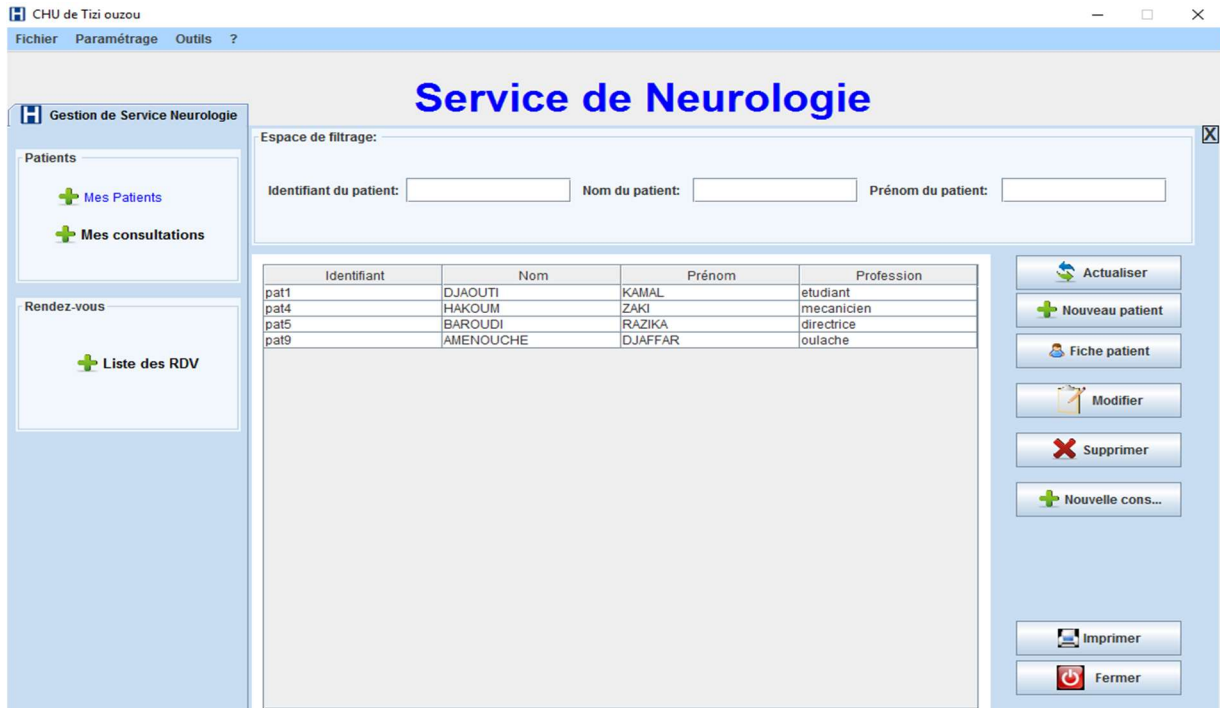 CHU de Tizi ouzou
Fichier Paramétrage Outils ?
Service de Neurologie
Gestion de Service Neurologie
Patients
Mes Patients
Mes consultations
Rendez-vous
Liste des RDV
Espace de filtrage:
Identifiant du patient: Nom du patient: Prénom du patient:
Identifiant Nom Prénom Profession
pat1 DJAOUTI KAMAL etudiant
pat4 HAKOUM ZAKI mecanicien
pat5 BAROUDI RAZIKA directrice
pat9 AMENOUCHE DJAFFAR oulache
Actualiser
Nouveau patient
Fiche patient
Modifier
Supprimer
Nouvelle cons...
Imprimer
Fermer